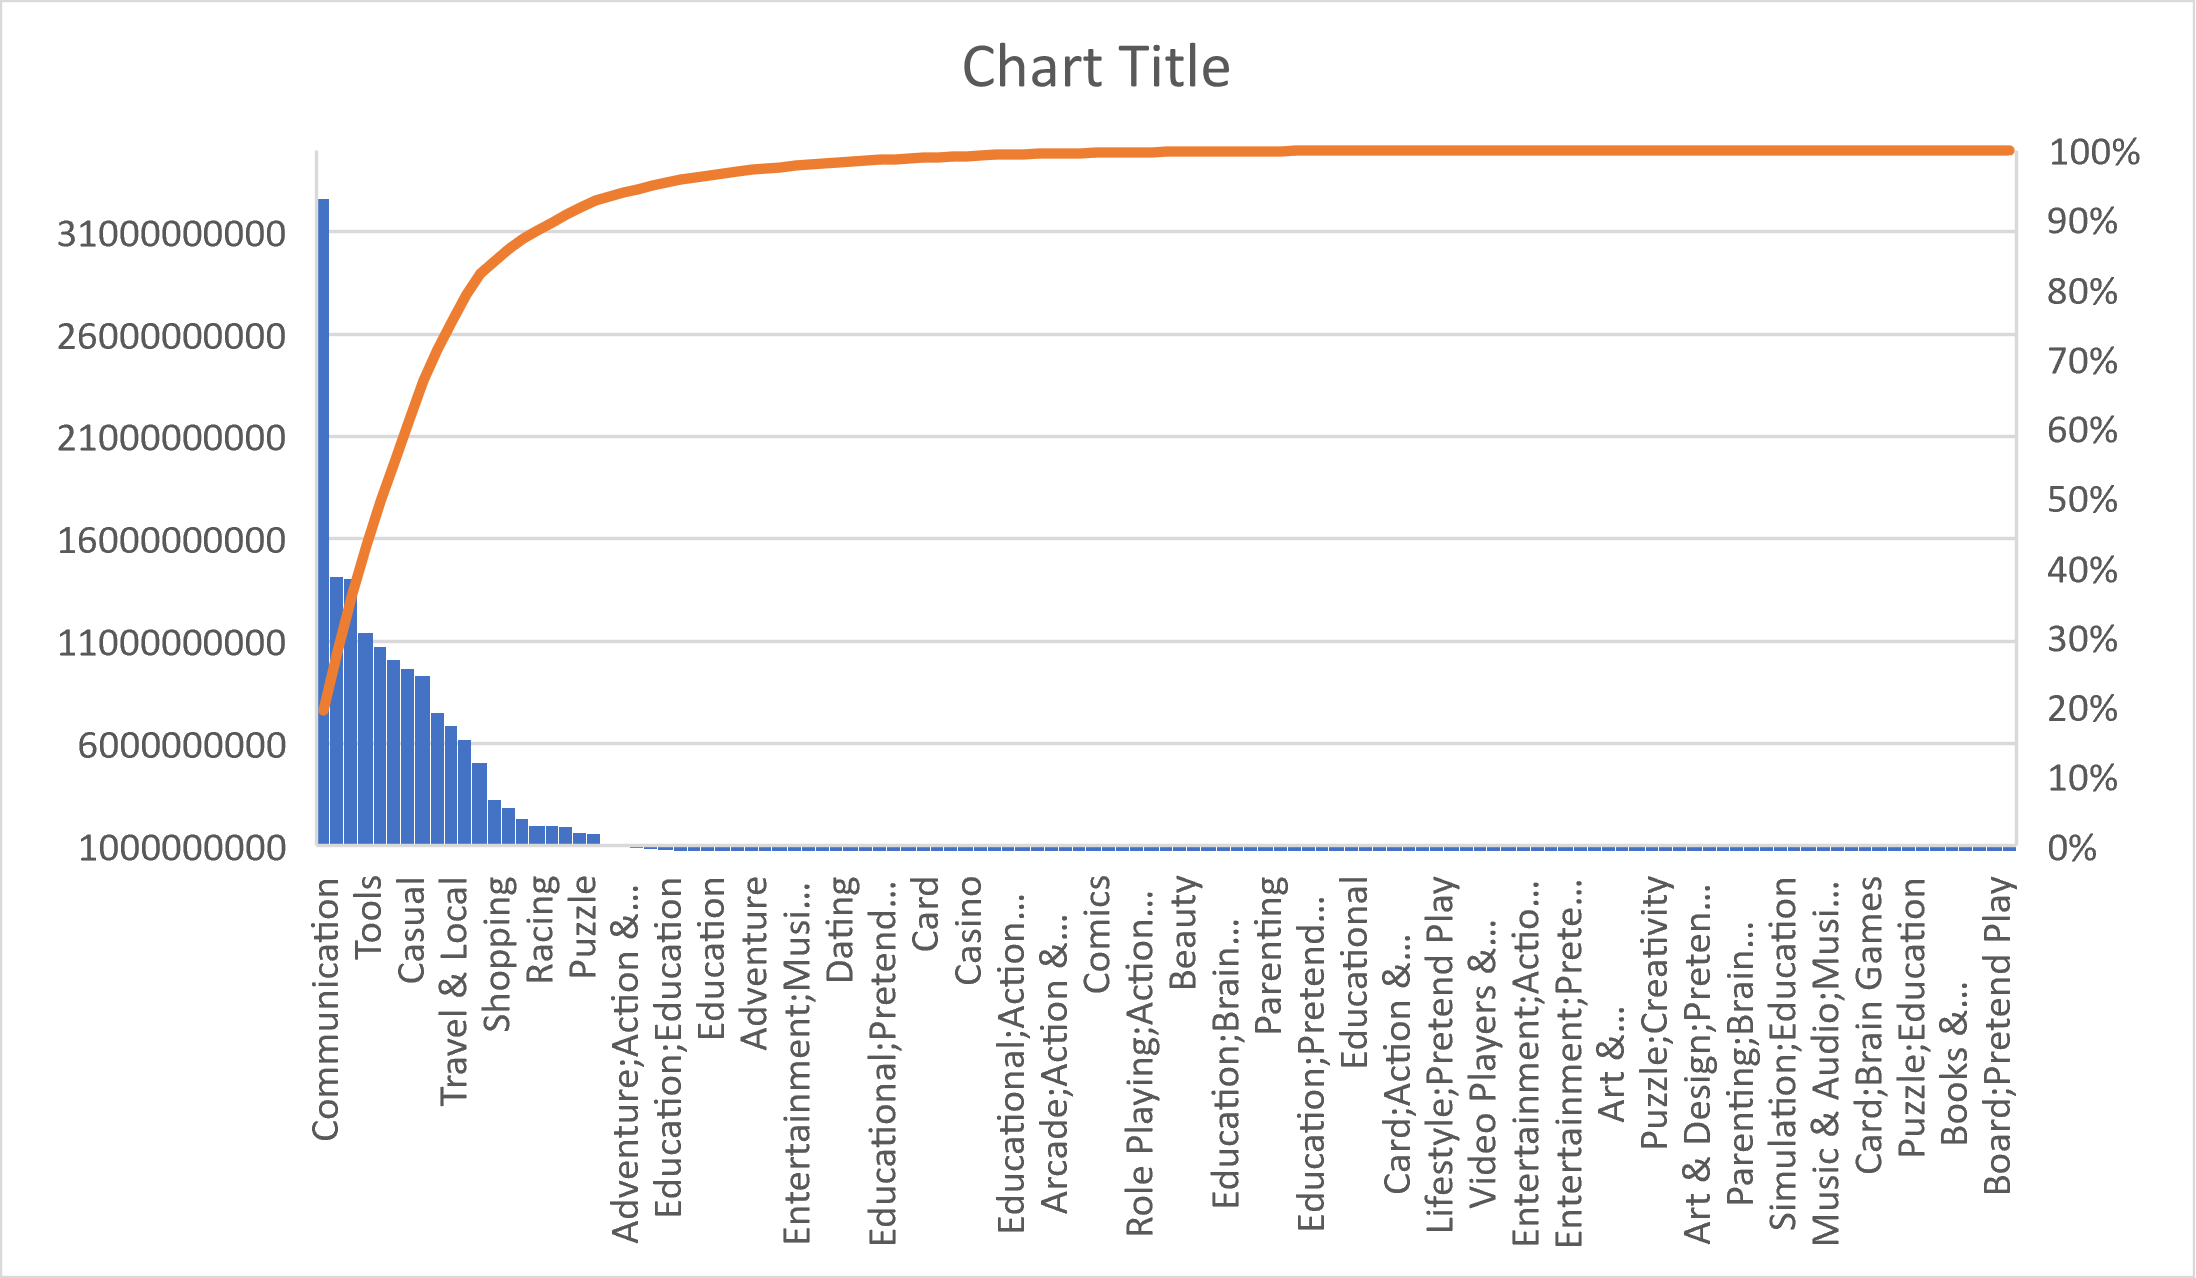 Chart Title
31000000000
26000000000
21000000000
16000000000
11000000000
6000000000
1000000000
100%
90%
80%
70%
60%
50%
40%
30%
20%
10%
0%
Communication
Tools
Casual
Travel & Local
Shopping
Racing
Puzzle
Adventure;Action &...
Education;Education
Education
Adventure
Entertainment;Musi...
Dating
Educational;Pretend...
Card
Casino
Educational;Action...
Arcade;Action &...
Comics
Role Playing;Action...
Beauty
Education;Brain...
Parenting
Education;Pretend...
Educational
Card;Action &...
Lifestyle;Pretend Play
Video Players &...
Entertainment;Actio...
Entertainment;Prete...
Art &...
Puzzle;Creativity
Art & Design;Preten...
Parenting;Brain...
Simulation;Education
Music & Audio;Musi...
Card;Brain Games
Puzzle;Education
Books &...
Board;Pretend Play